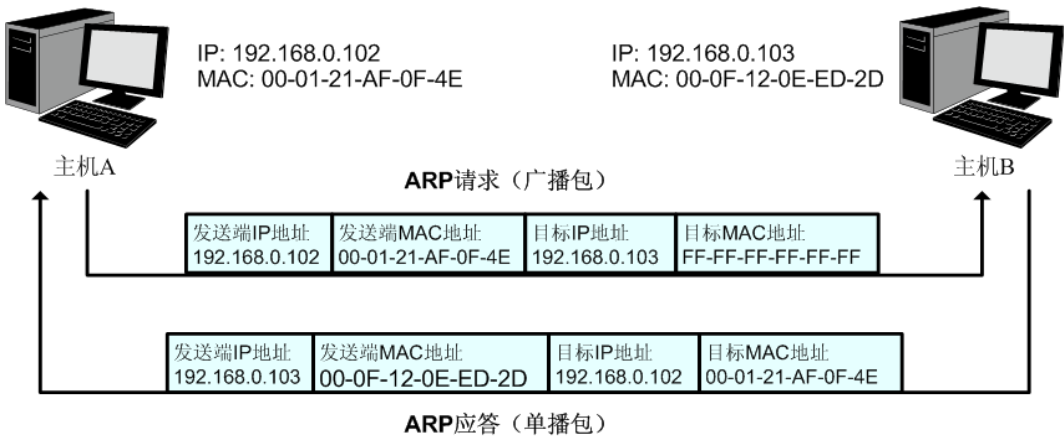 IP: 192.168.0.102
MAC: 00-01-21-AF-0F-4E
IP: 192.168.0.103
MAC: 00-0F-12-0E-ED-2D
主机A
主机B
ARP请求（广播包）
发送端IP地址 发送端MAC地址 目标IP地址 目标MAC地址
192.168.0.102 00-01-21-AF-0F-4E 192.168.0.103 FF-FF-FF-FF-FF-FF
发送端IP地址 发送端MAC地址 目标IP地址 目标MAC地址
192.168.0.103 00-0F-12-0E-ED-2D 192.168.0.102 00-01-21-AF-0F-4E
ARP应答（单播包）